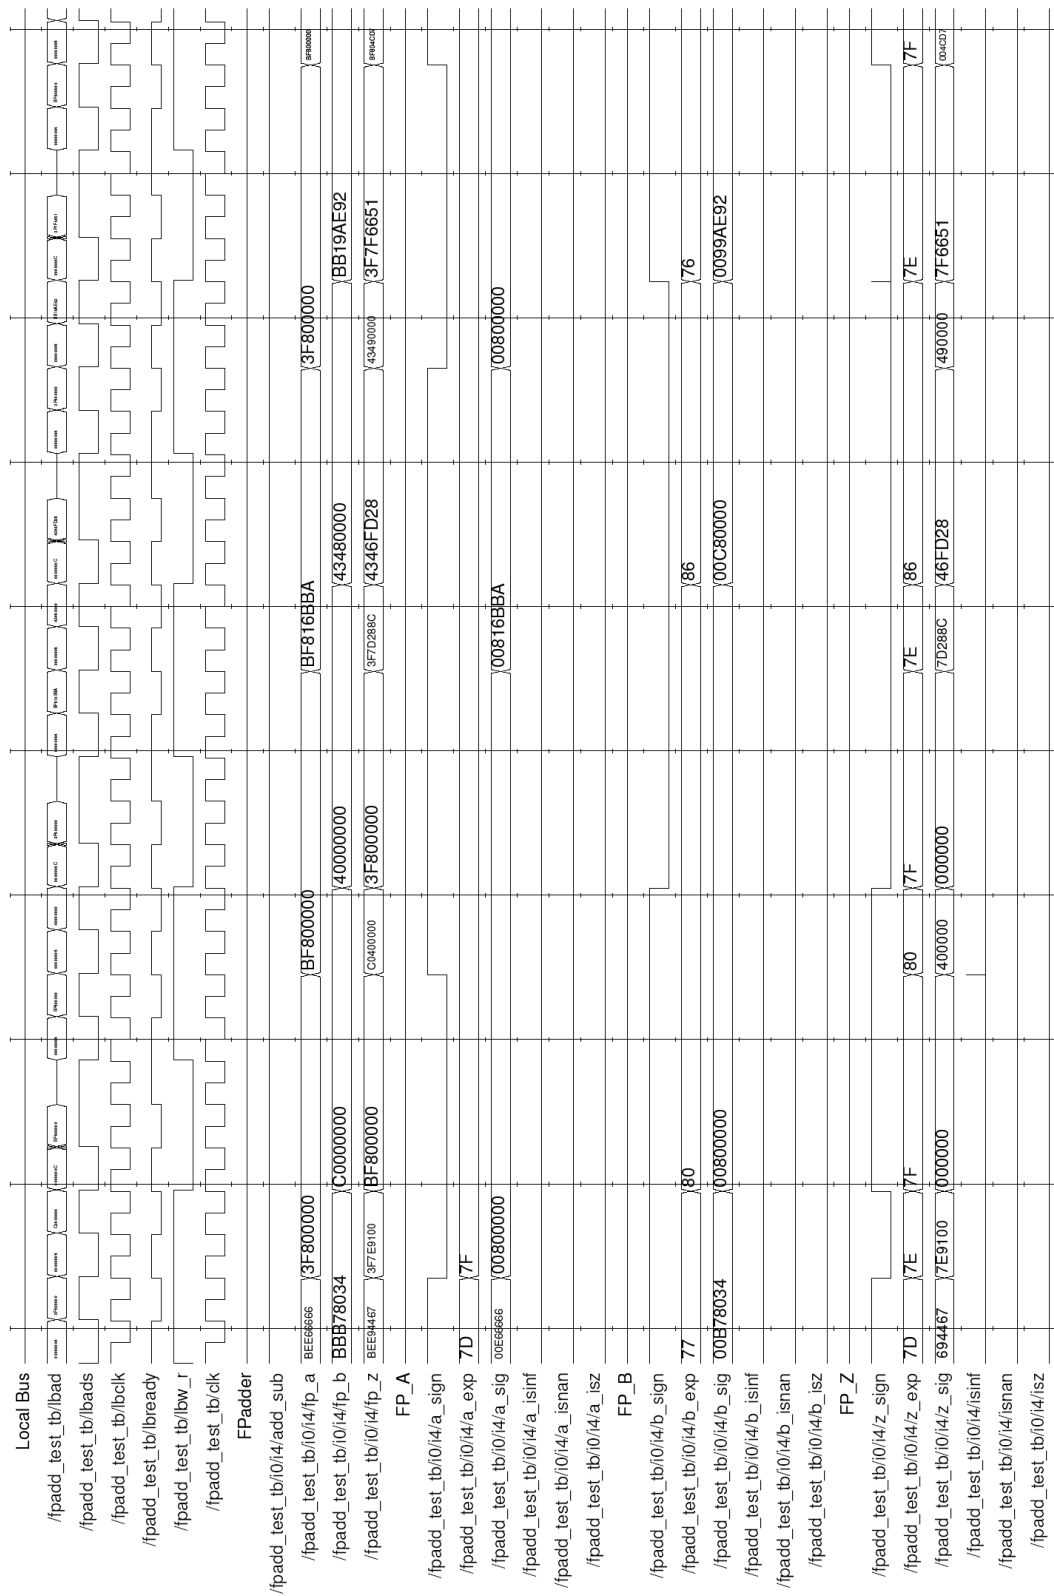 Local Bus
/fpadd_test_tb/lbad
/fpadd_test_tb/lbads
/fpadd_test_tb/lbclk
/fpadd_test_tb/lbready
/fpadd_test_tb/lbw_r
/fpadd_test_tb/clk
FPadder
/fpadd_test_tb/i0/i4/add_sub
/fpadd_test_tb/i0/i4/fp_a BEE66666 3F800000 BF800000 BF816BBA 3F800000 BF800000
/fpadd_test_tb/i0/i4/fp_b BBB78034 C0000000 40000000 43480000 BB19AE92
/fpadd_test_tb/i0/i4/fp_z BEE94467 3F7E9100 BF800000 C0400000 3F800000 3F7D288C 4346FD28 43490000 3F7F6651 BF804CD7
FP_A
/fpadd_test_tb/i0/i4/a_sign
/fpadd_test_tb/i0/i4/a_exp 7D 7F
/fpadd_test_tb/i0/i4/a_sig 00E66666 00800000 00816BBA 00800000
/fpadd_test_tb/i0/i4/a_isinf
/fpadd_test_tb/i0/i4/a_isnan
/fpadd_test_tb/i0/i4/a_isz
FP_B
/fpadd_test_tb/i0/i4/b_sign
/fpadd_test_tb/i0/i4/b_exp 77 80 86 76
/fpadd_test_tb/i0/i4/b_sig 00B78034 00800000 00C80000 0099AE92
/fpadd_test_tb/i0/i4/b_isinf
/fpadd_test_tb/i0/i4/b_isnan
/fpadd_test_tb/i0/i4/b_isz
FP_Z
/fpadd_test_tb/i0/i4/z_sign
/fpadd_test_tb/i0/i4/z_exp 7D 7E 7F 80 7F 7E 86 7E 7F
/fpadd_test_tb/i0/i4/z_sig 694467 7E9100 000000 400000 000000 7D288C 46FD28 490000 7F6651 004CD7
/fpadd_test_tb/i0/i4/isinf
/fpadd_test_tb/i0/i4/isnan
/fpadd_test_tb/i0/i4/isz